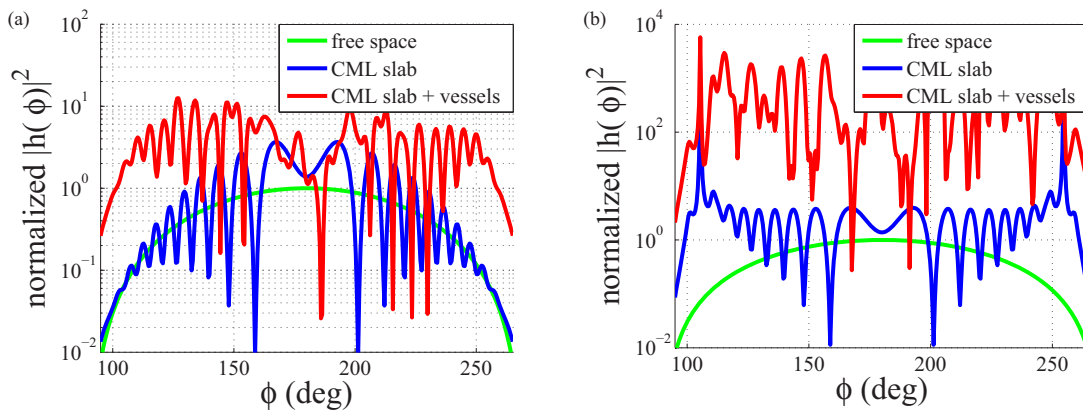 (a)
10^2
10^1
10^0
10^-1
10^-2
normalized |h( ϕ)|^2
free space
CML slab
CML slab + vessels
100
150
200
250
ϕ (deg)
(b)
10^4
10^2
10^0
10^-2
normalized |h( ϕ)|^2
free space
CML slab
CML slab + vessels
100
150
200
250
ϕ (deg)